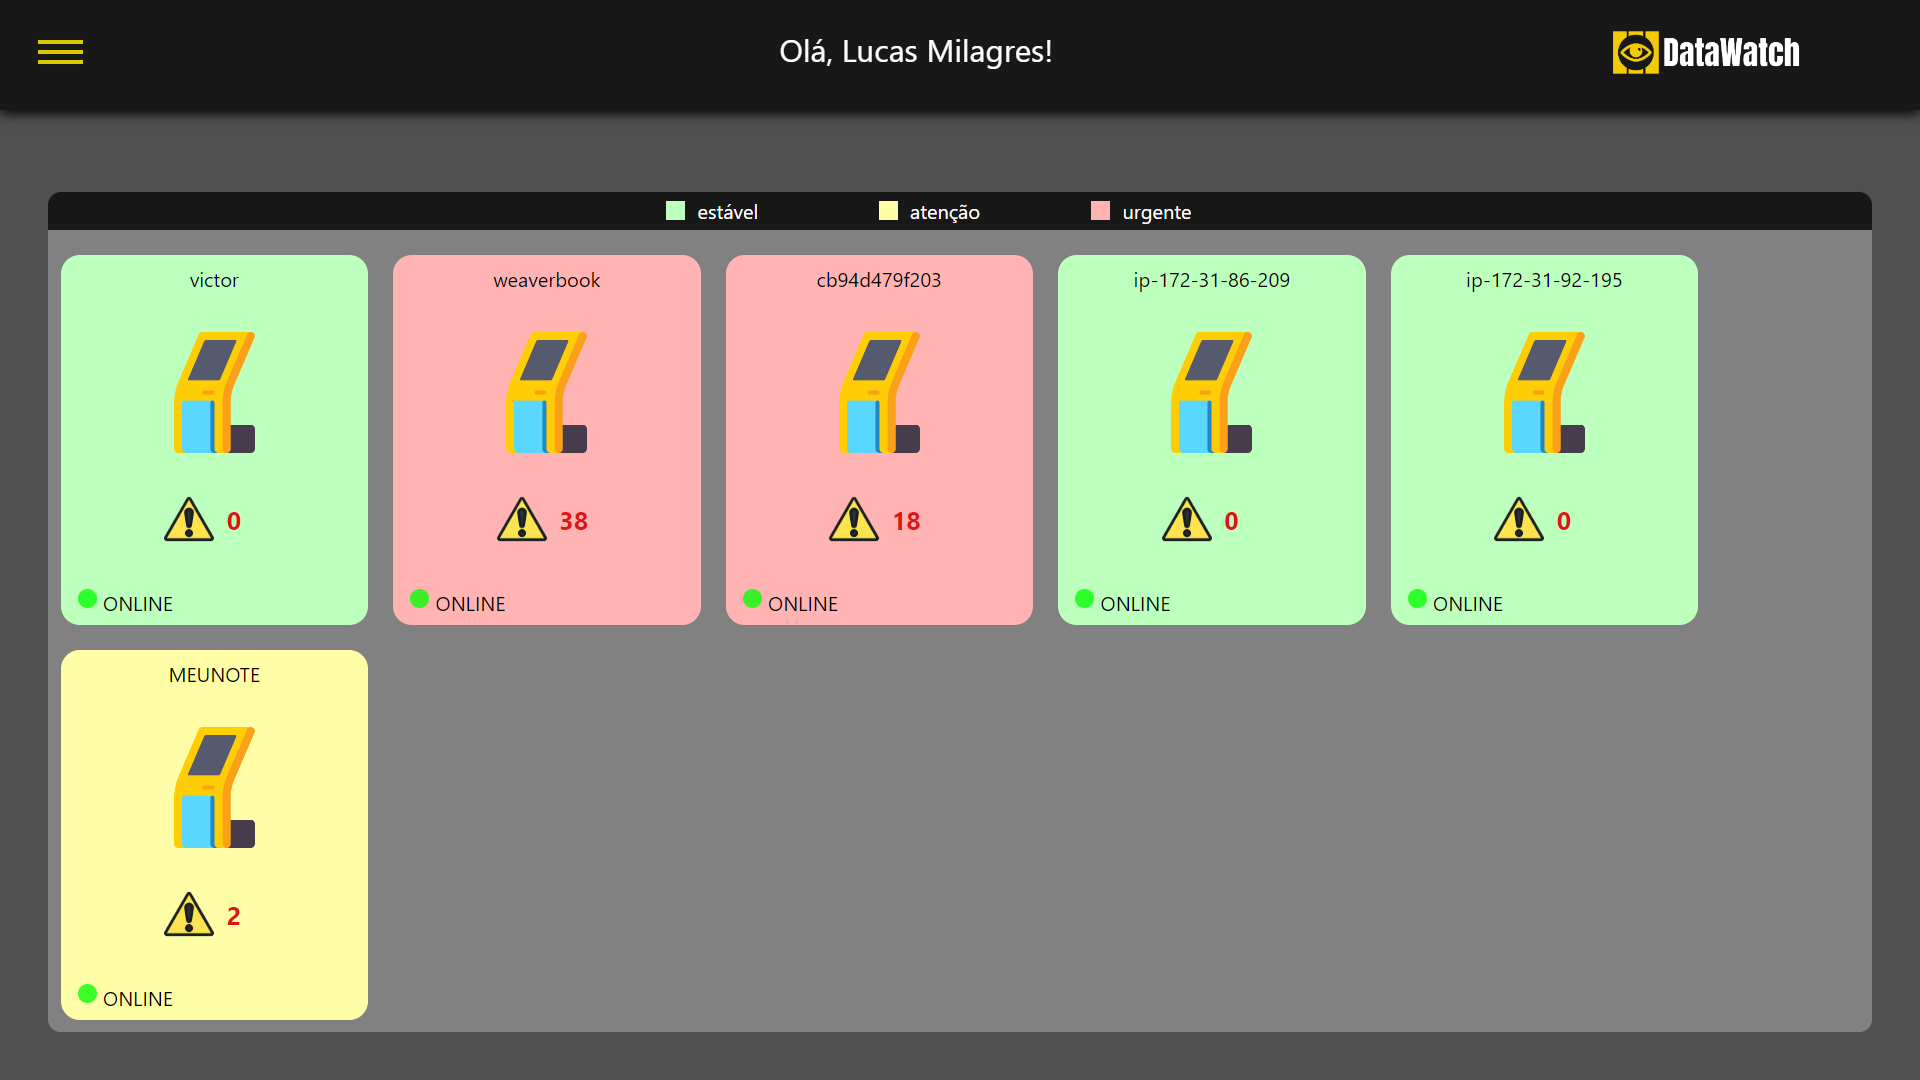 Olá, Lucas Milagres!
DataWatch
estável
atenção
urgente
victor
0
ONLINE
weaverbook
38
ONLINE
cb94d479f203
18
ONLINE
ip-172-31-86-209
0
ONLINE
ip-172-31-92-195
0
ONLINE
MEUNOTE
2
ONLINE